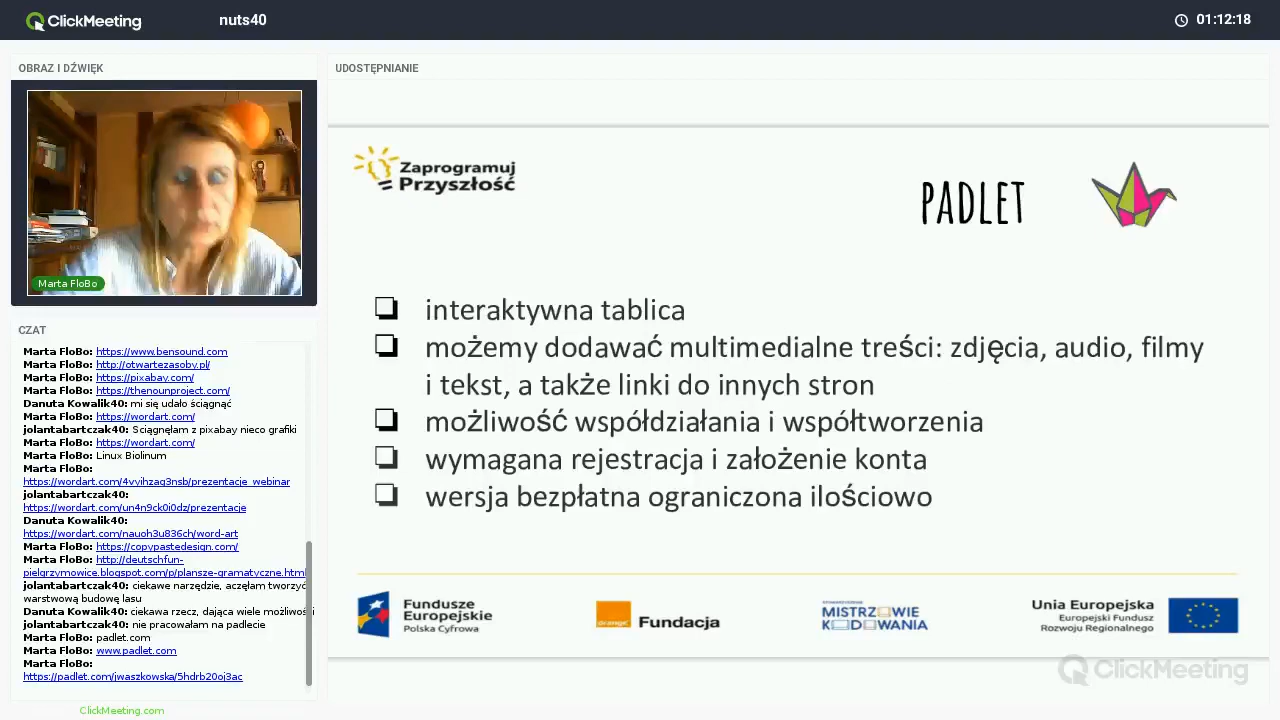 ClickMeeting
nuts40
01:12:18
OBRAZ I DŹWIĘK
Marta FloBo
CZAT
Marta FloBo: https://www.bensound.com
Marta FloBo: http://otwartezasoby.pl/
Marta FloBo: https://pixabay.com/
Marta FloBo: https://thenounproject.com/
Danuta Kowalik40: mi się udało ściągnąć
Marta FloBo: https://wordart.com/
jolantabartczak40: Sciągnęlam z pixabay nieco grafiki
Marta FloBo: https://wordart.com/
Marta FloBo: Linux Biolinum
Marta FloBo:
https://wordart.com/4vvihzaq3nsb/prezentacje_webinar
jolantabartczak40:
https://wordart.com/un4n9ck0i0dz/prezentacje
Danuta Kowalik40:
https://wordart.com/nauoh3u836ch/word-art
Marta FloBo: https://copypastedesign.com/
Marta FloBo: http://deutschfun-
pielgrzymowice.blogspot.com/p/plansze-gramatyczne.html
jolantabartczak40: ciekawe narzędzie, aczęlam tworzyć
warstwową budowę lasu
Danuta Kowalik40: ciekawa rzecz, dająca wiele możliwości
jolantabartczak40: nie pracowałam na padlecie
Marta FloBo: padlet.com
Marta FloBo: www.padlet.com
Marta FloBo:
https://padlet.com/jwaszkowska/5hdrb20oj3ac
ClickMeeting.com
UDOSTĘPNIANIE
Zaprogramuj
Przyszłość
PADLET
interaktywna tablica
możemy dodawać multimedialne treści: zdjęcia, audio, filmy
i tekst, a także linki do innych stron
możliwość współdziałania i współtworzenia
wymagana rejestracja i założenie konta
wersja bezpłatna ograniczona ilościowo
Fundusze
Europejskie
Polska Cyfrowa
orange
Fundacja
STOWARZYSZENIE
MISTRZOWIE
KODOWANIA
Unia Europejska
Europejski Fundusz
Rozwoju Regionalnego
ClickMeeting